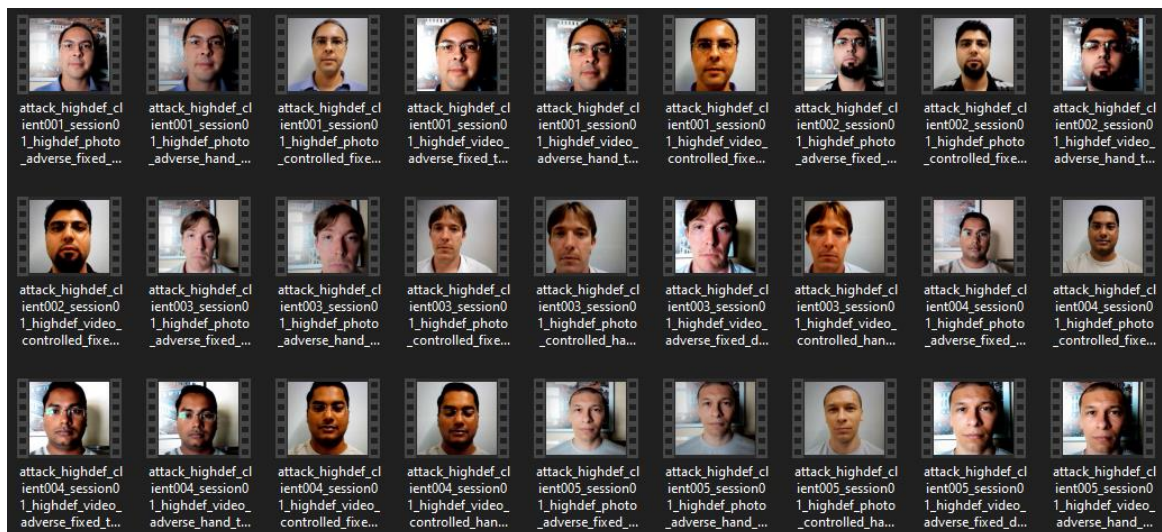 attack_highdef_cl
ient001_session0
1_highdef_photo
_adverse_fixed_...
attack_highdef_cl
ient001_session0
1_highdef_photo
_adverse_hand_...
attack_highdef_cl
ient001_session0
1_highdef_photo
_controlled_fixe...
attack_highdef_cl
ient001_session0
1_highdef_video_
adverse_fixed_t...
attack_highdef_cl
ient001_session0
1_highdef_video_
adverse_hand_t...
attack_highdef_cl
ient001_session0
1_highdef_video_
controlled_fixe...
attack_highdef_cl
ient002_session0
1_highdef_photo
_adverse_fixed_...
attack_highdef_cl
ient002_session0
1_highdef_photo
_controlled_fixe...
attack_highdef_cl
ient002_session0
1_highdef_video_
adverse_hand_t...
attack_highdef_cl
ient002_session0
1_highdef_video_
controlled_fixe...
attack_highdef_cl
ient003_session0
1_highdef_photo
_adverse_fixed_...
attack_highdef_cl
ient003_session0
1_highdef_photo
_adverse_hand_...
attack_highdef_cl
ient003_session0
1_highdef_photo
_controlled_fixe...
attack_highdef_cl
ient003_session0
1_highdef_photo
_controlled_ha...
attack_highdef_cl
ient003_session0
1_highdef_video_
adverse_fixed_d...
attack_highdef_cl
ient003_session0
1_highdef_video_
controlled_han...
attack_highdef_cl
ient004_session0
1_highdef_photo
_adverse_fixed_...
attack_highdef_cl
ient004_session0
1_highdef_photo
_controlled_fixe...
attack_highdef_cl
ient004_session0
1_highdef_video_
adverse_fixed_t...
attack_highdef_cl
ient004_session0
1_highdef_video_
adverse_hand_t...
attack_highdef_cl
ient004_session0
1_highdef_video_
controlled_fixe...
attack_highdef_cl
ient004_session0
1_highdef_video_
controlled_han...
attack_highdef_cl
ient005_session0
1_highdef_photo
_adverse_fixed_...
attack_highdef_cl
ient005_session0
1_highdef_photo
_adverse_hand_...
attack_highdef_cl
ient005_session0
1_highdef_photo
_controlled_ha...
attack_highdef_cl
ient005_session0
1_highdef_video_
adverse_fixed_d...
attack_highdef_cl
ient005_session0
1_highdef_video_
adverse_hand_t...